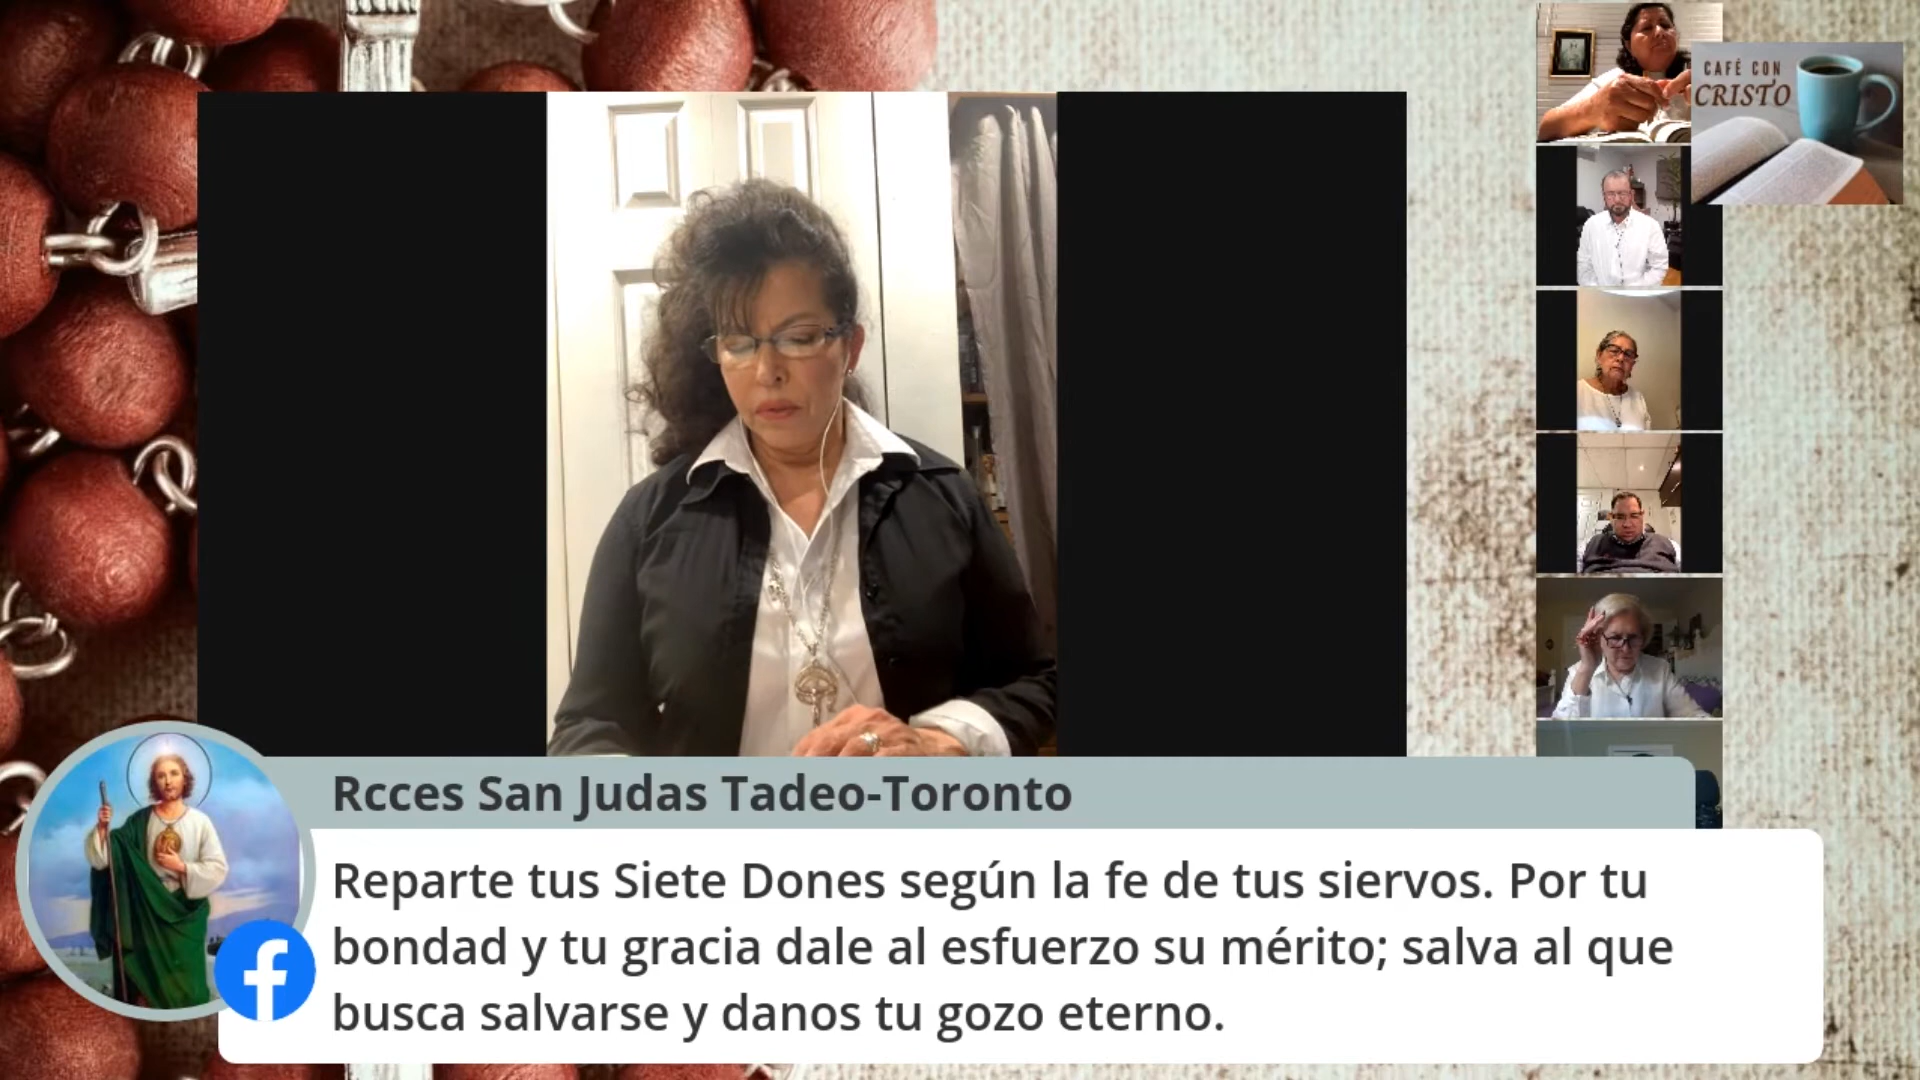 CAFÉ CON
CRISTO
Rcces San Judas Tadeo-Toronto
Reparte tus Siete Dones según la fe de tus siervos. Por tu
bondad y tu gracia dale al esfuerzo su mérito; salva al que
busca salvarse y danos tu gozo eterno.